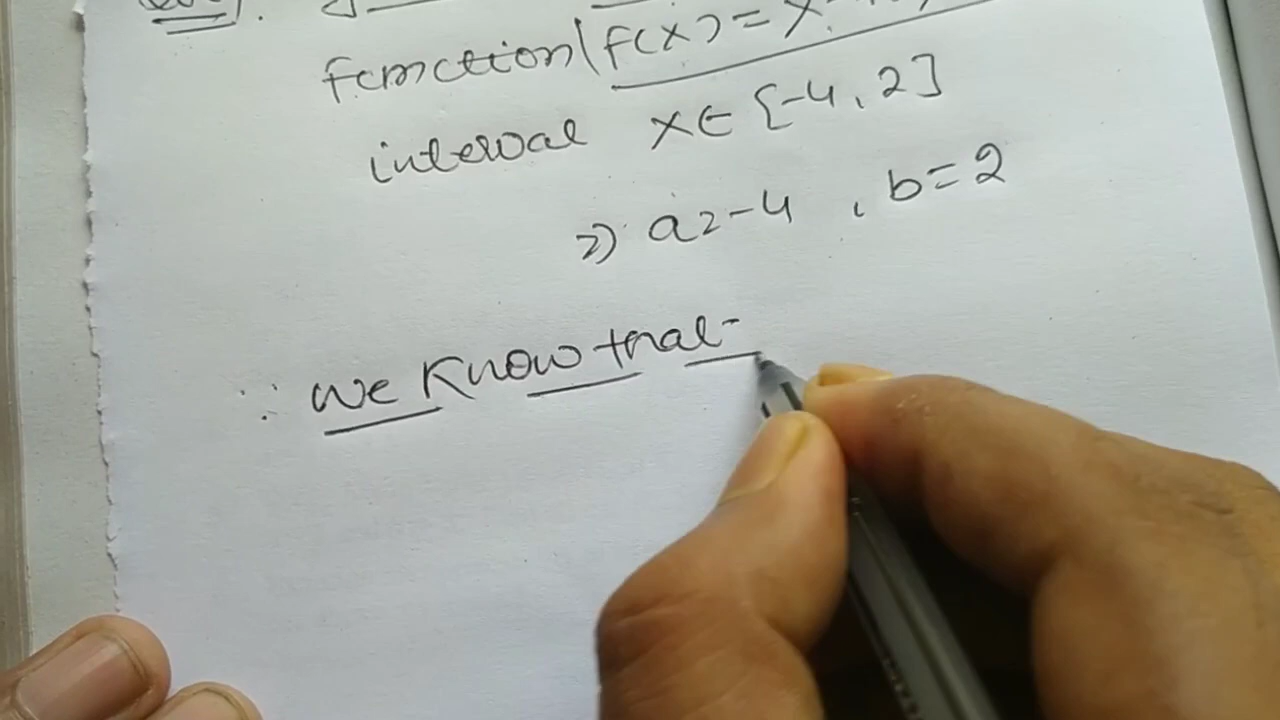 function (f(x) = x
interval x ∈ [-4, 2]
⇒ a = -4 , b = 2
∵ we know that-